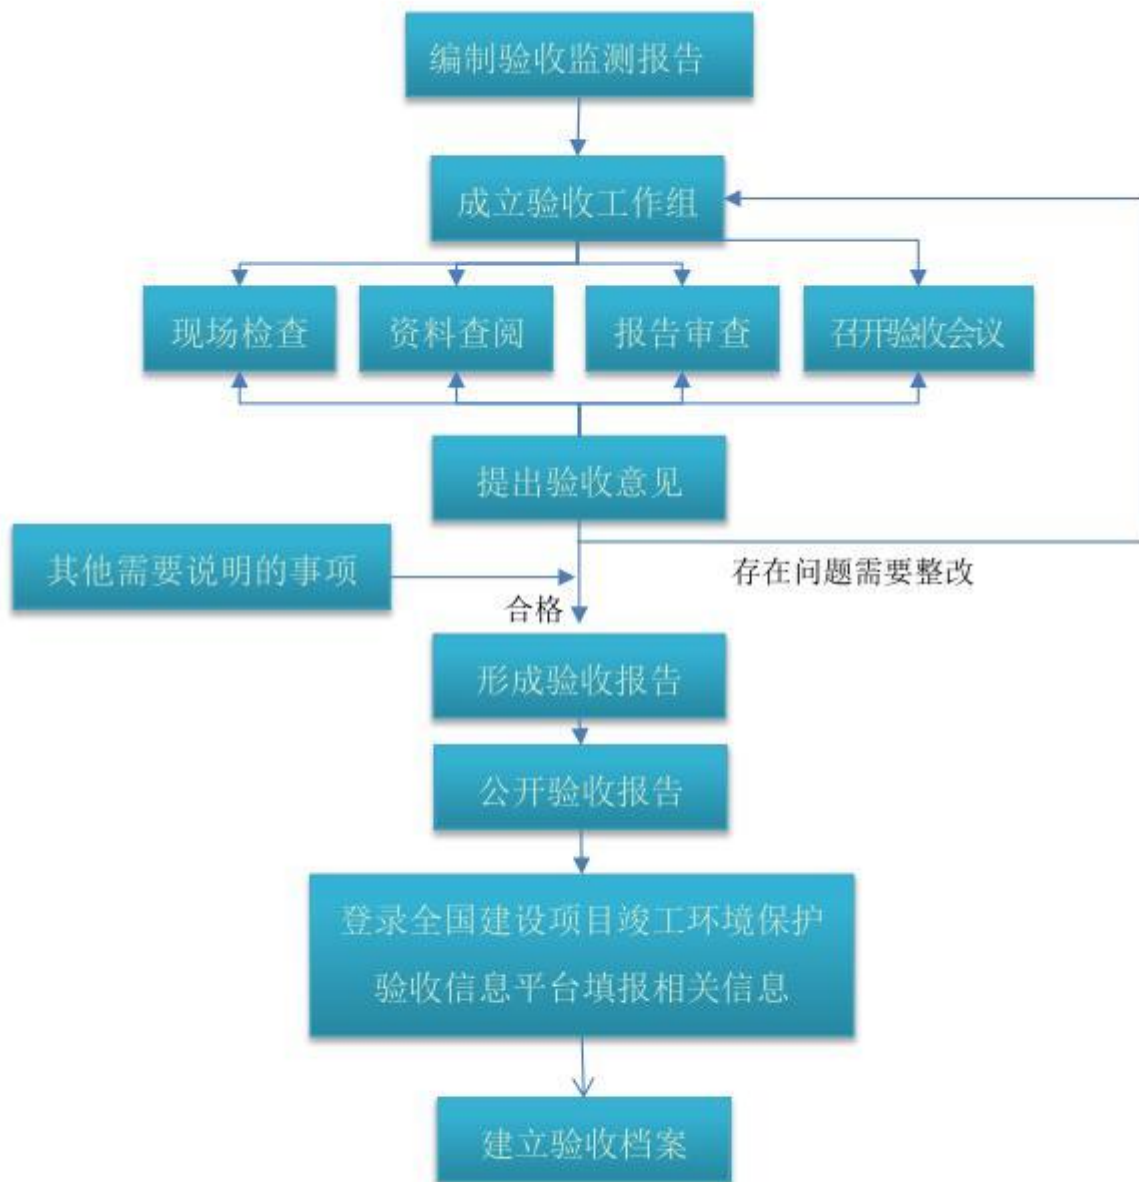 编制验收监测报告
成立验收工作组
现场检查
资料查阅
报告审查
召开验收会议
提出验收意见
其他需要说明的事项
存在问题需要整改
合格
形成验收报告
公开验收报告
登录全国建设项目竣工环境保护
验收信息平台填报相关信息
建立验收档案